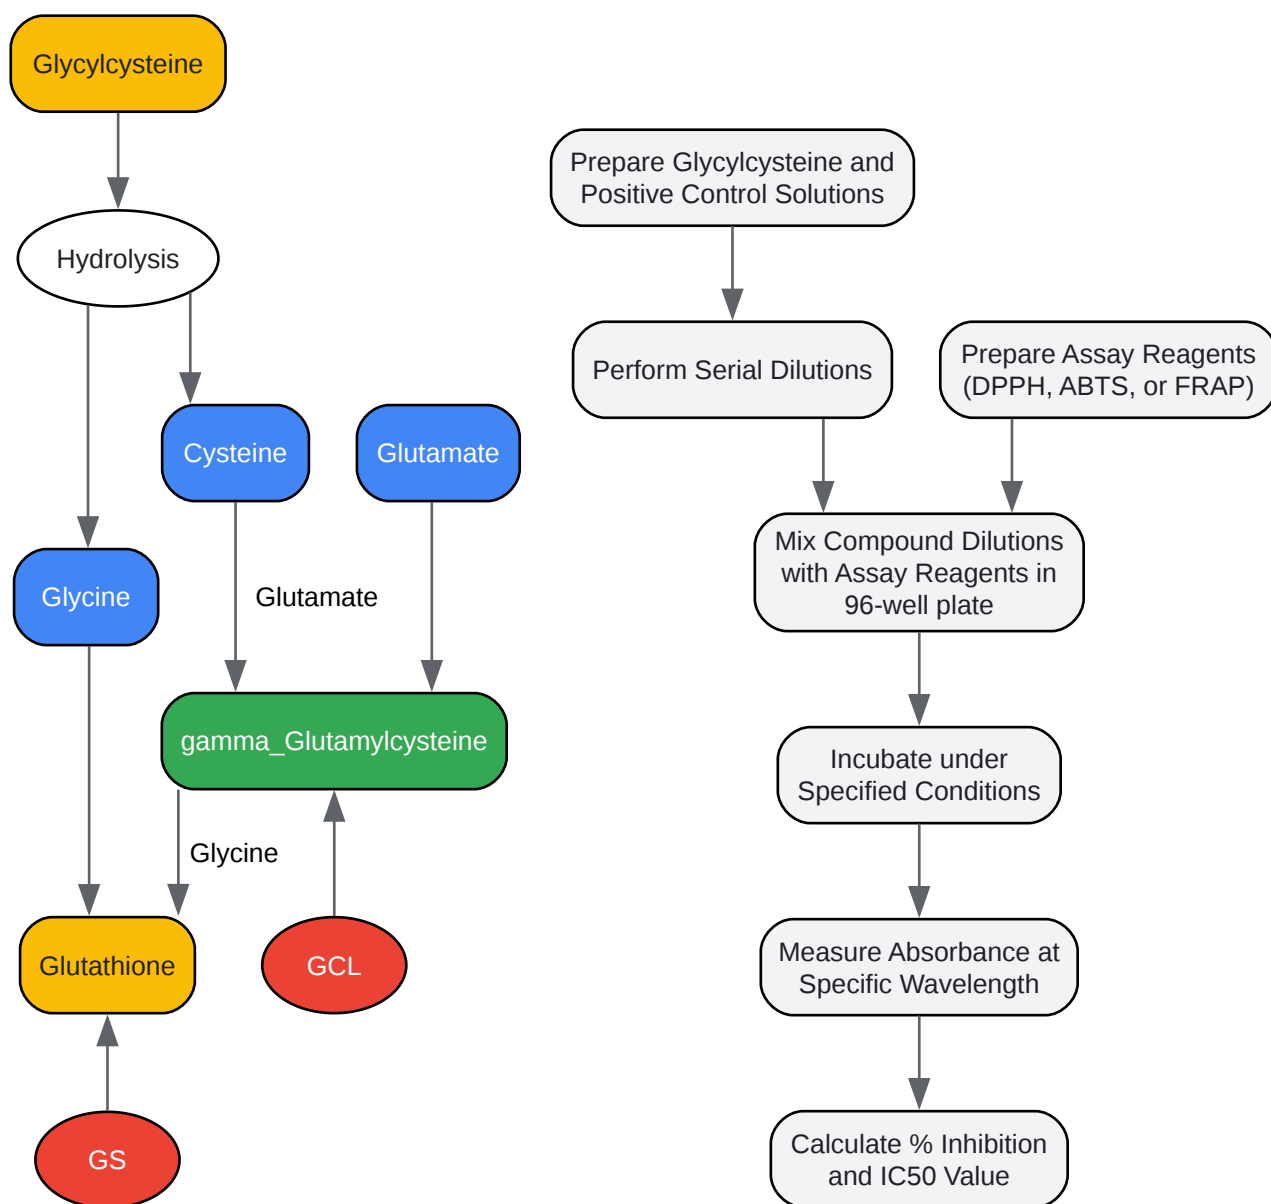 Glycylcysteine
Hydrolysis
Cysteine
Glutamate
Glycine
Glutamate
gamma_Glutamylcysteine
Glycine
Glutathione
GCL
GS
Prepare Glycylcysteine and
Positive Control Solutions
Perform Serial Dilutions
Prepare Assay Reagents
(DPPH, ABTS, or FRAP)
Mix Compound Dilutions
with Assay Reagents in
96-well plate
Incubate under
Specified Conditions
Measure Absorbance at
Specific Wavelength
Calculate % Inhibition
and IC50 Value